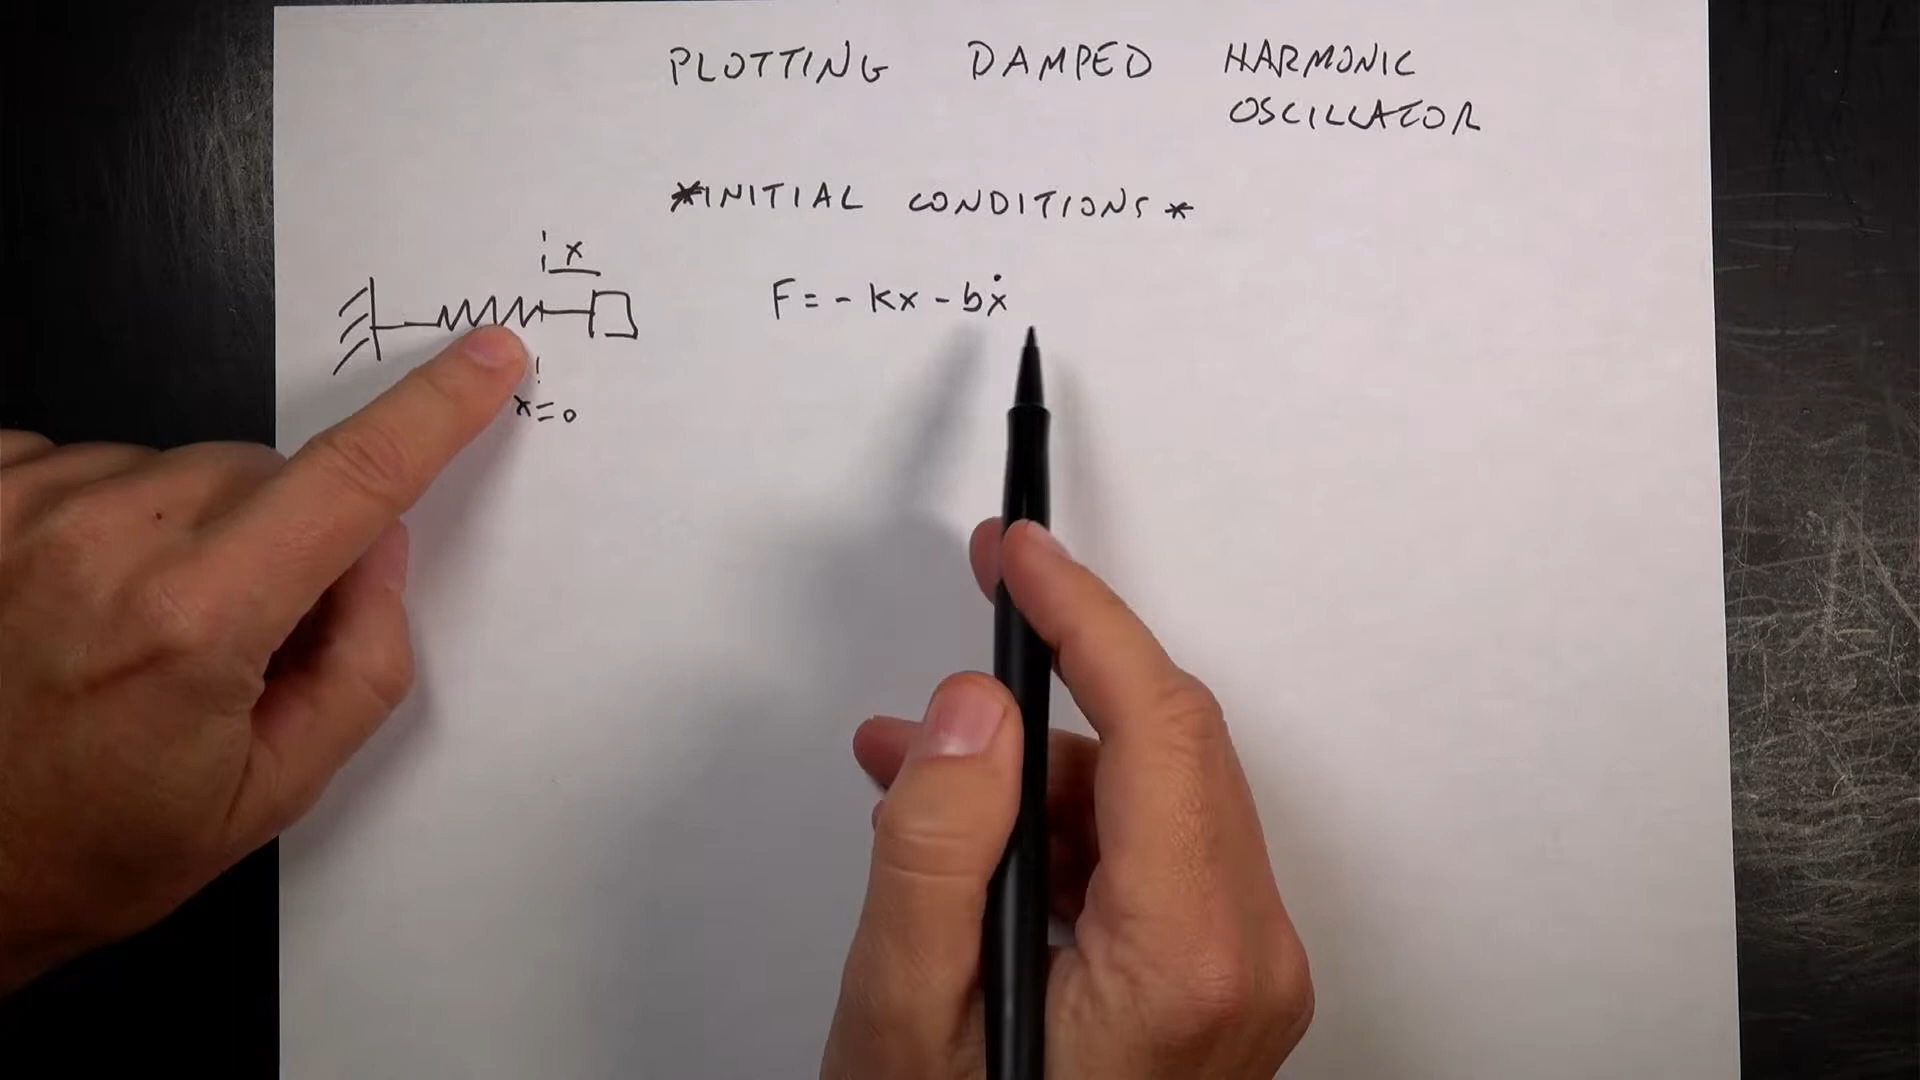 PLOTTING DAMPED HARMONIC
OSCILLATOR
*INITIAL CONDITIONS*
x
F = - kx - bẋ
x=0